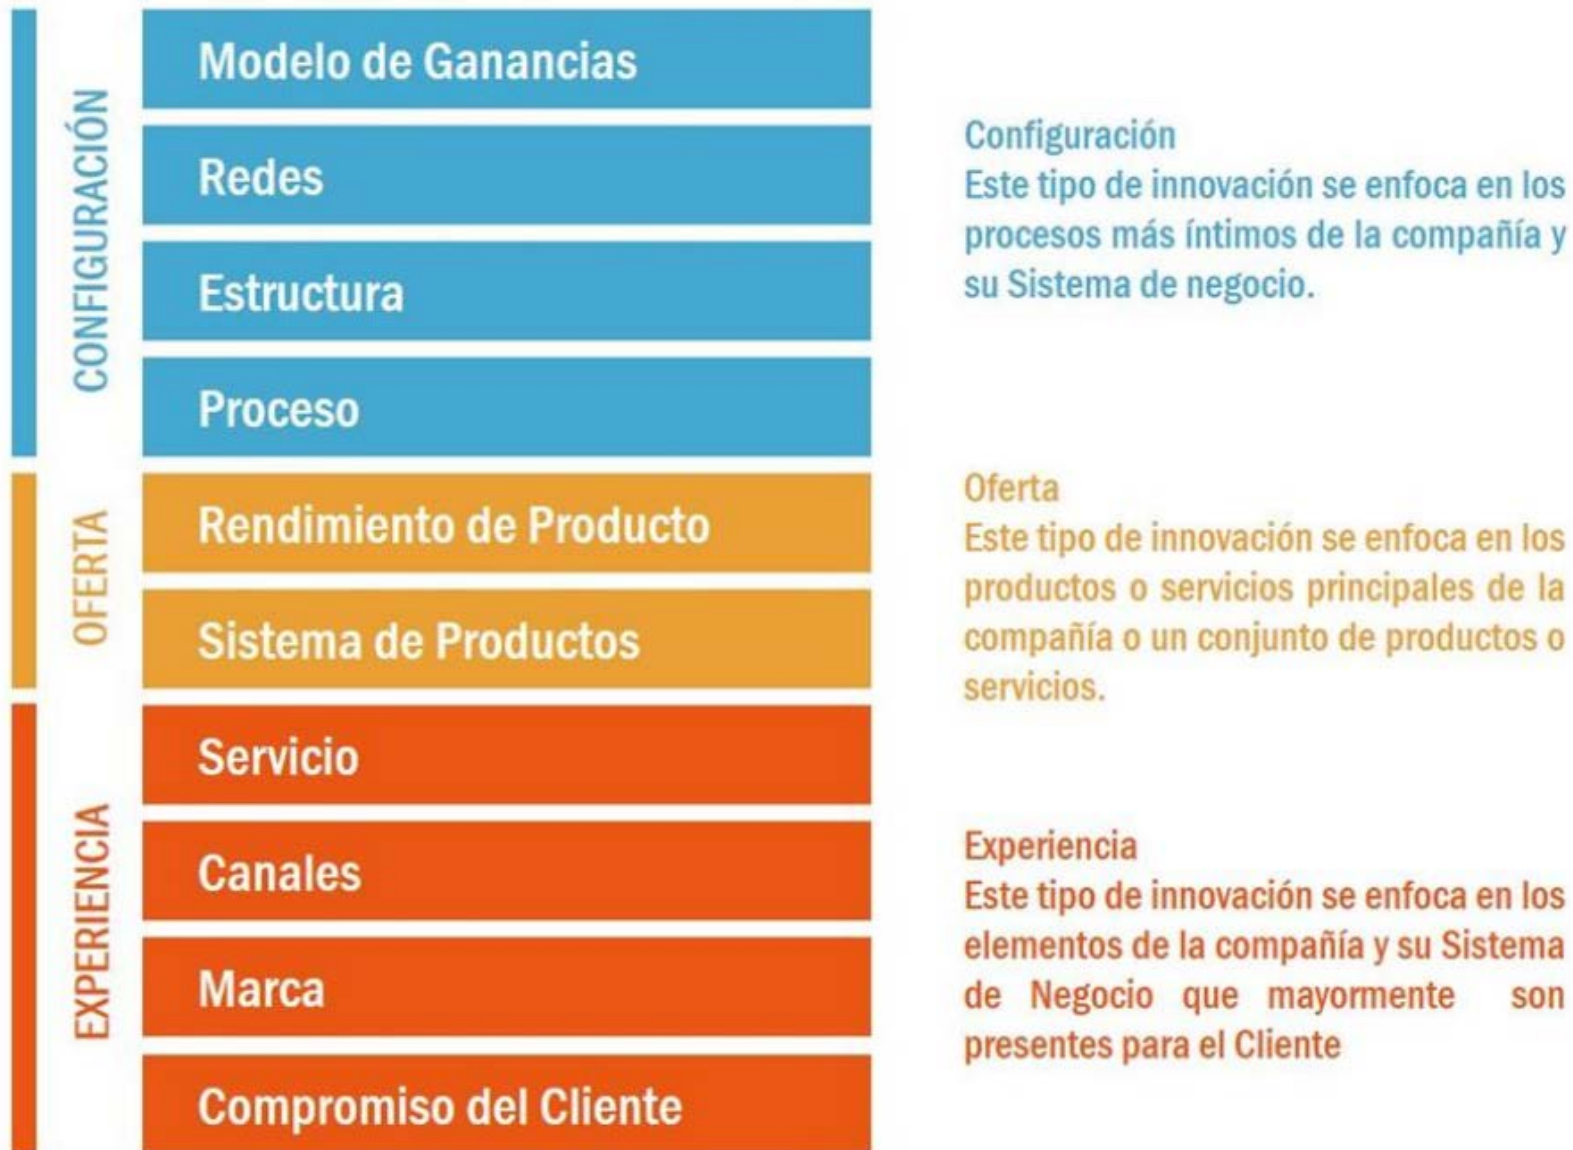 CONFIGURACIÓN
Modelo de Ganancias
Redes
Estructura
Proceso
Configuración
Este tipo de innovación se enfoca en los
procesos más íntimos de la compañía y
su Sistema de negocio.
OFERTA
Rendimiento de Producto
Sistema de Productos
Oferta
Este tipo de innovación se enfoca en los
productos o servicios principales de la
compañía o un conjunto de productos o
servicios.
EXPERIENCIA
Servicio
Canales
Marca
Compromiso del Cliente
Experiencia
Este tipo de innovación se enfoca en los
elementos de la compañía y su Sistema
de Negocio que mayormente son
presentes para el Cliente